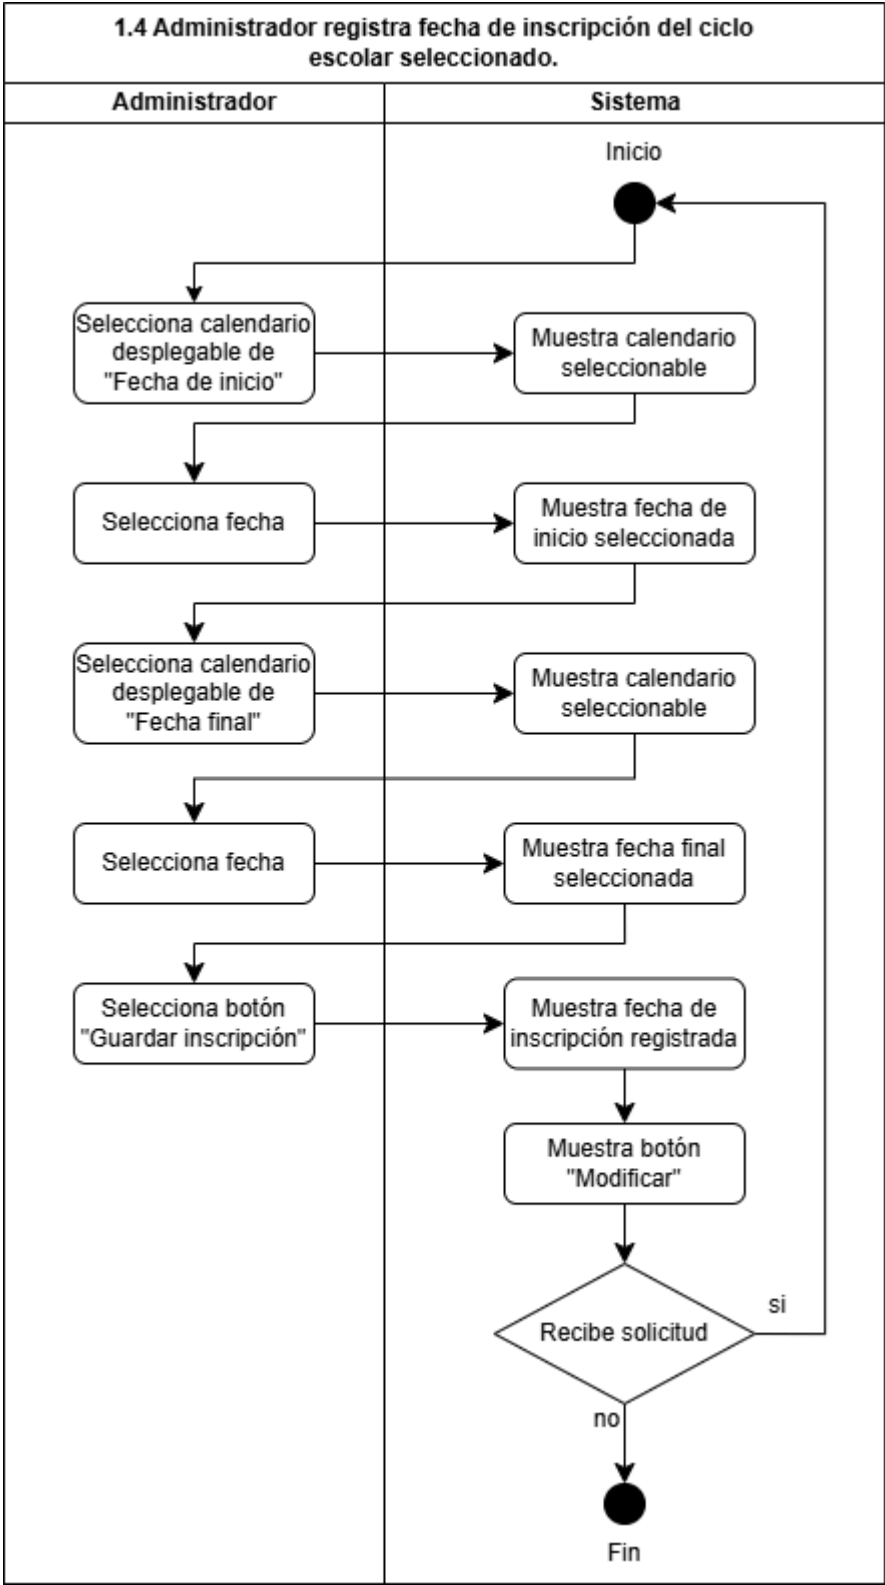 1.4 Administrador registra fecha de inscripción del ciclo
escolar seleccionado.
Administrador
Sistema
Inicio
Selecciona calendario
desplegable de
"Fecha de inicio"
Muestra calendario
seleccionable
Selecciona fecha
Muestra fecha de
inicio seleccionada
Selecciona calendario
desplegable de
"Fecha final"
Muestra calendario
seleccionable
Selecciona fecha
Muestra fecha final
seleccionada
Selecciona botón
"Guardar inscripción"
Muestra fecha de
inscripción registrada
Muestra botón
"Modificar"
Recibe solicitud
si
no
Fin